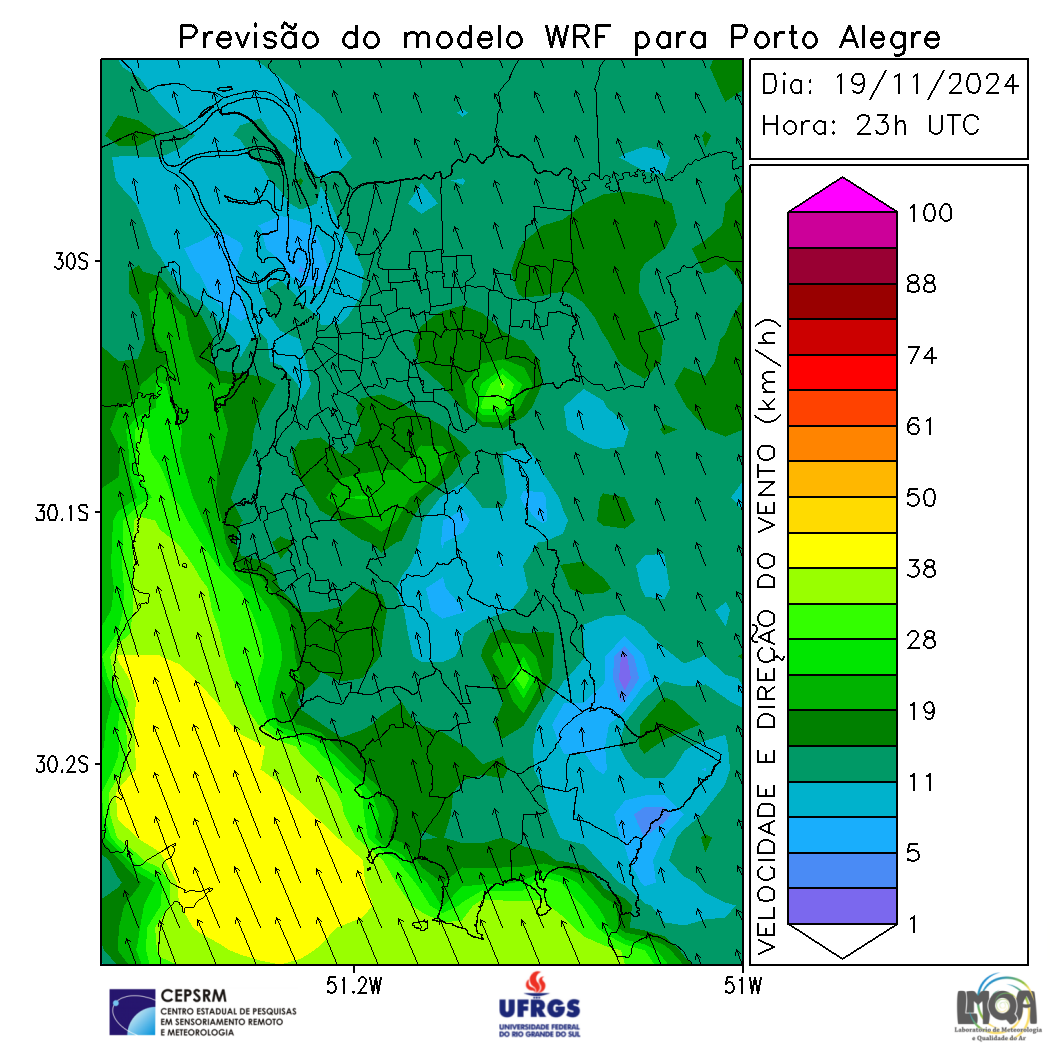 Previsão do modelo WRF para Porto Alegre
Dia: 19/11/2024
Hora: 23h UTC
30S
30.1S
30.2S
51.2W
51W
VELOCIDADE E DIREÇÃO DO VENTO (km/h)
100
88
74
61
50
38
28
19
11
5
1
CEPSRM
CENTRO ESTADUAL DE PESQUISAS
EM SENSORIAMENTO REMOTO
E METEOROLOGIA
UFRGS
UNIVERSIDADE FEDERAL
DO RIO GRANDE DO SUL
LMQA
Laboratório de Meteorologia
e Qualidade do Ar